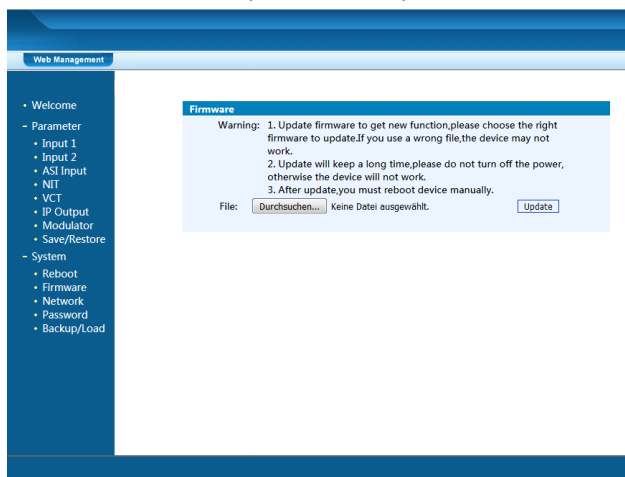 Web Management
• Welcome
- Parameter
• Input 1
• Input 2
• ASI Input
• NIT
• VCT
• IP Output
• Modulator
• Save/Restore
- System
• Reboot
• Firmware
• Network
• Password
• Backup/Load
Firmware
Warning: 1. Update firmware to get new function,please choose the right
firmware to update.If you use a wrong file,the device may not
work.
2. Update will keep a long time,please do not turn off the power,
otherwise the device will not work.
3. After update,you must reboot device manually.
File: Durchsuchen... Keine Datei ausgewählt. Update